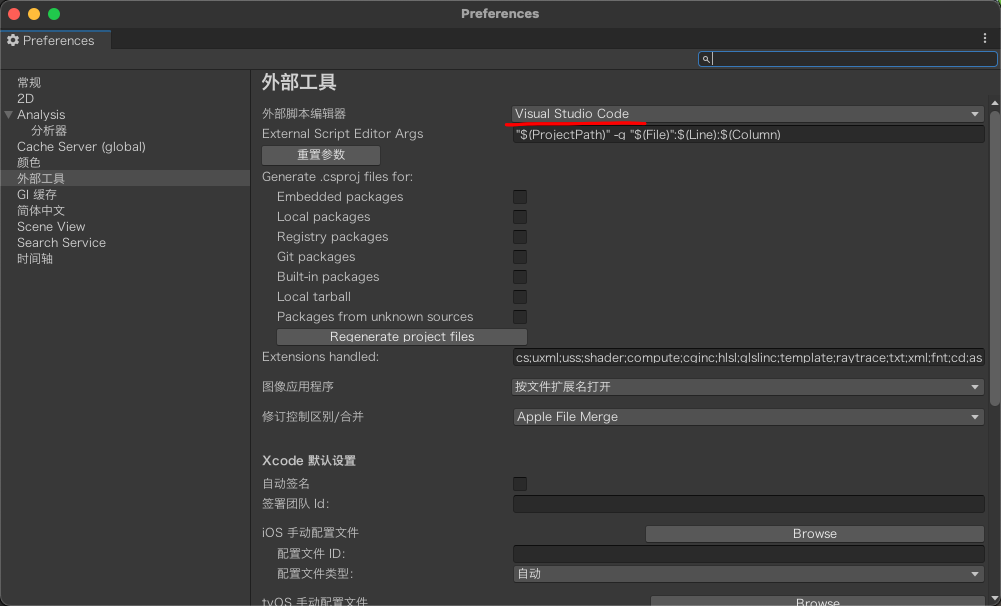 Preferences
Preferences
常规
2D
Analysis
分析器
Cache Server (global)
颜色
外部工具
GI 缓存
简体中文
Scene View
Search Service
时间轴
外部工具
外部脚本编辑器
Visual Studio Code
External Script Editor Args
"$(ProjectPath)" -g "$(File)":$(Line):$(Column)
重置参数
Generate .csproj files for:
Embedded packages
Local packages
Registry packages
Git packages
Built-in packages
Local tarball
Packages from unknown sources
Regenerate project files
Extensions handled:
cs;uxml;uss;shader;compute;cginc;hlsl;glslinc;template;raytrace;txt;xml;fnt;cd;as
图像应用程序
按文件扩展名打开
修订控制区别/合并
Apple File Merge
Xcode 默认设置
自动签名
签署团队 Id:
iOS 手动配置文件
Browse
配置文件 ID:
配置文件类型:
自动
tvOS 手动配置文件
Browse